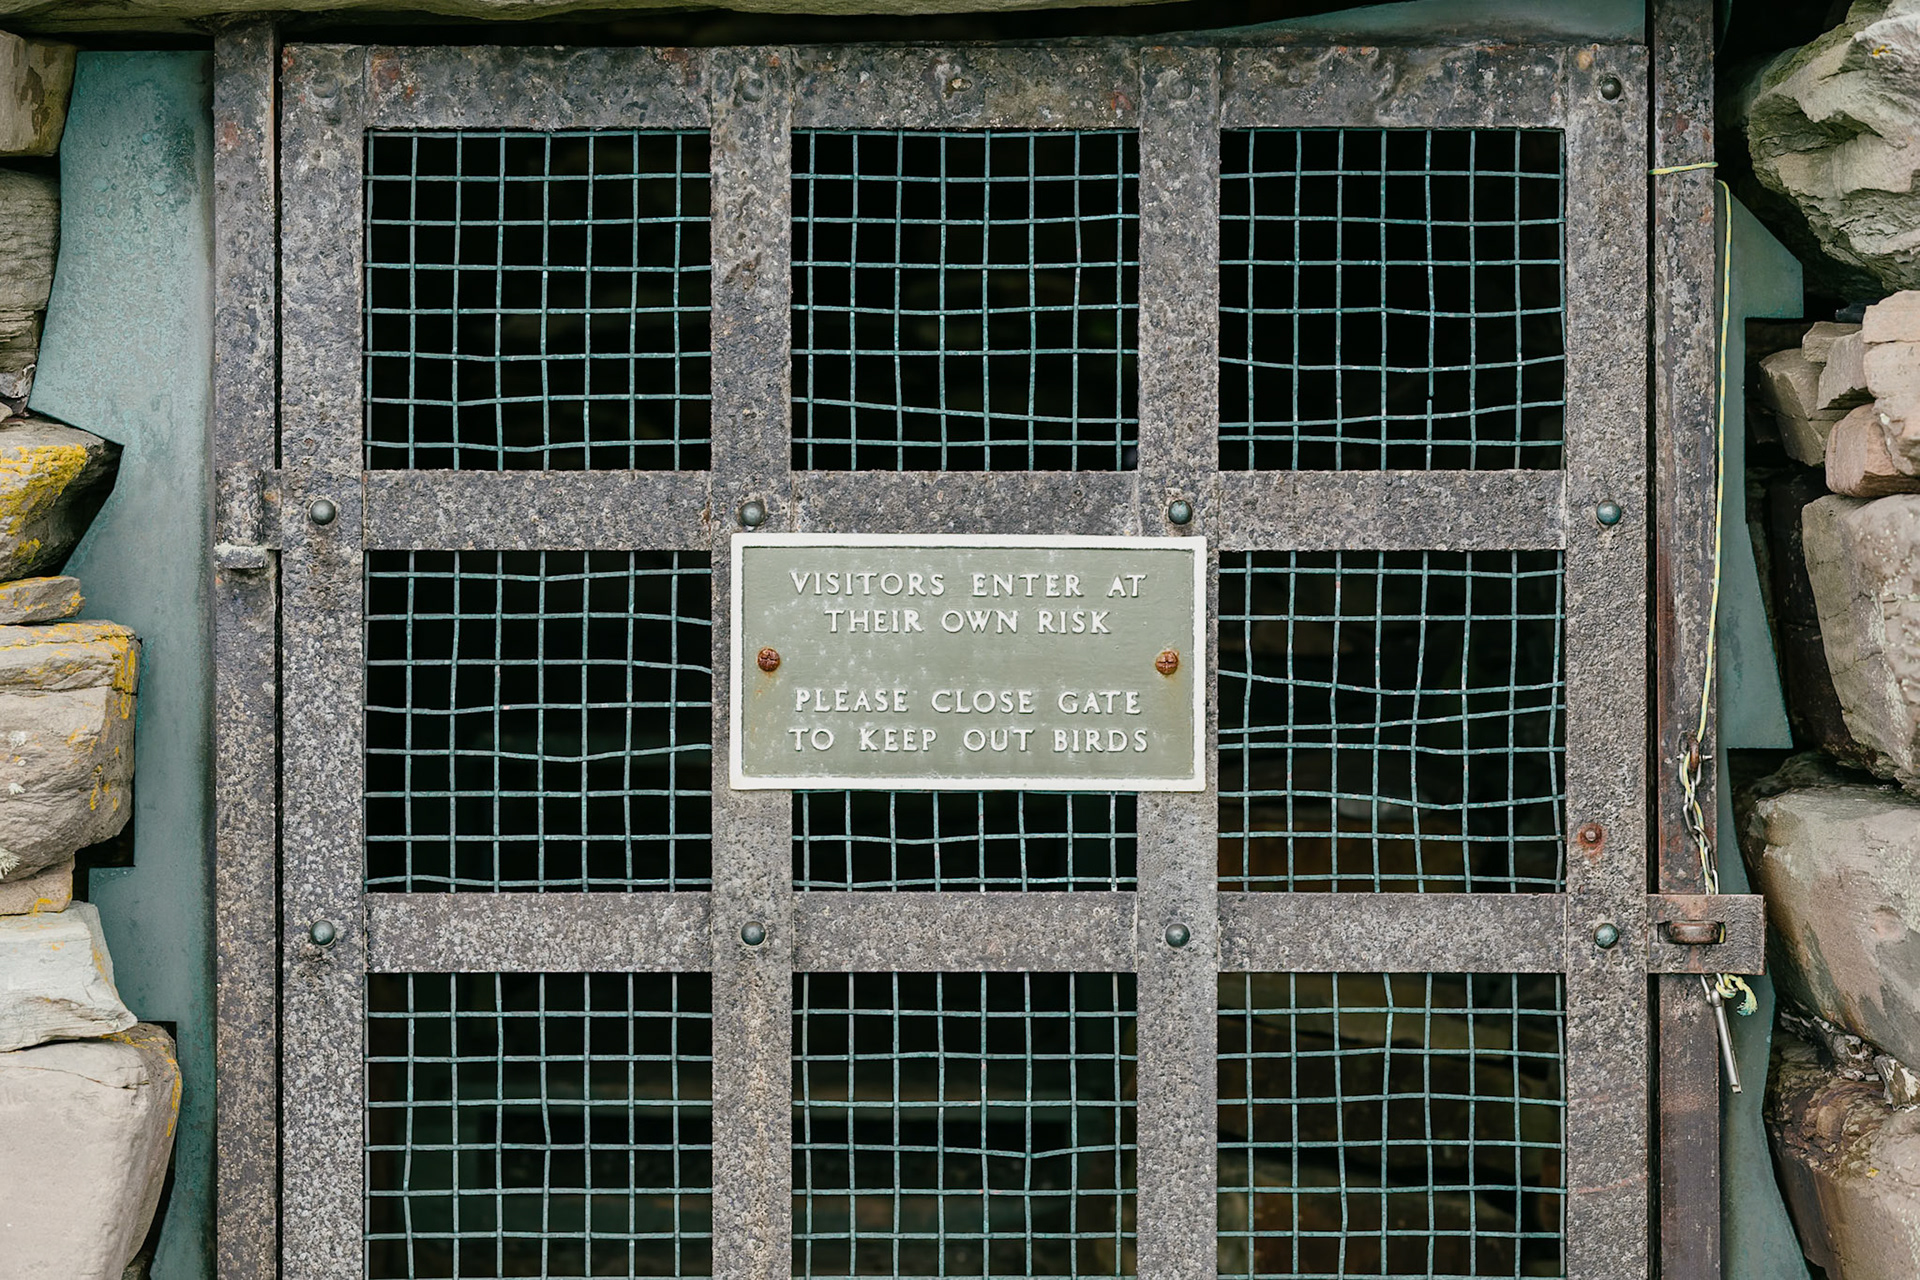 VISITORS ENTER AT
THEIR OWN RISK
PLEASE CLOSE GATE
TO KEEP OUT BIRDS